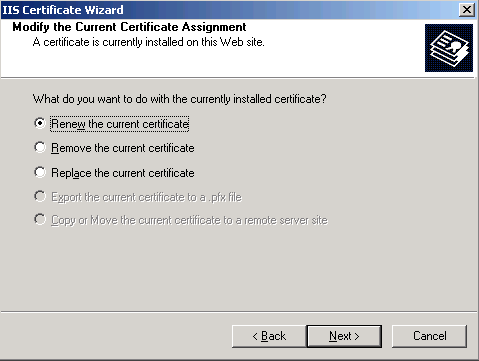 IIS Certificate Wizard
Modify the Current Certificate Assignment
A certificate is currently installed on this Web site.
What do you want to do with the currently installed certificate?
Renew the current certificate
Remove the current certificate
Replace the current certificate
Export the current certificate to a .pfx file
Copy or Move the current certificate to a remote server site
< Back
Next >
Cancel